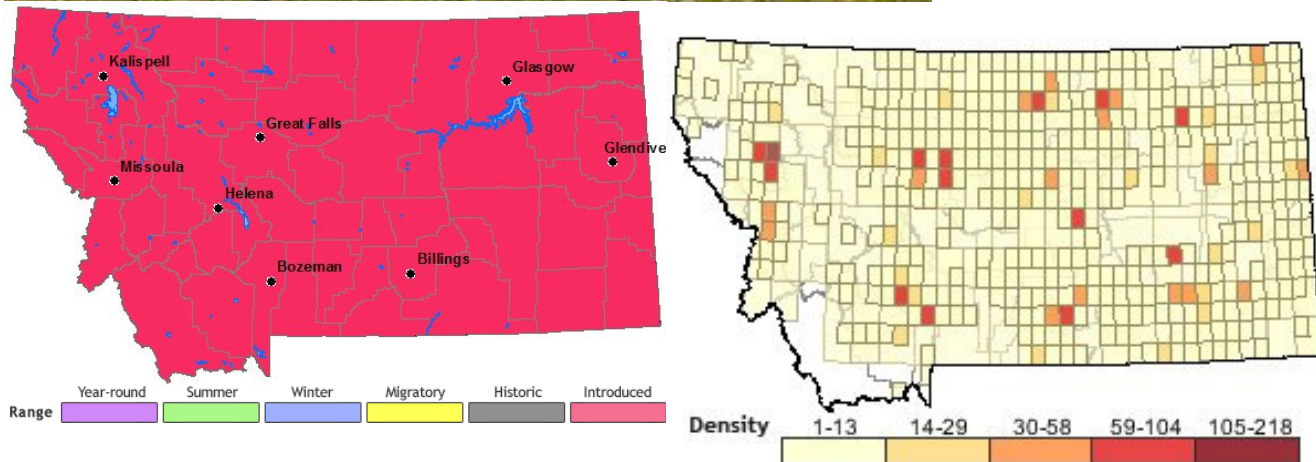 Kalispell
Glasgow
Great Falls
Glendive
Missoula
Helena
Bozeman
Billings
Range Year-round Summer Winter Migratory Historic Introduced
Density 1-13 14-29 30-58 59-104 105-218